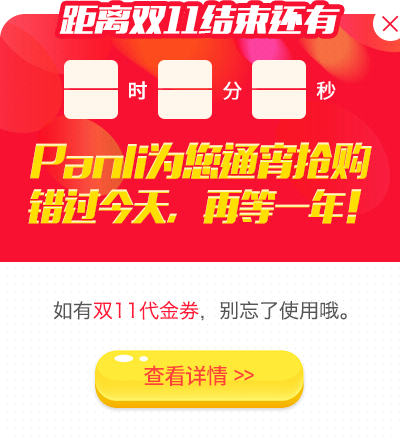 距离双11结束还有
时 分 秒
Panli为您通宵抢购
错过今天，再等一年！
如有双11代金券，别忘了使用哦。
查看详情 >>